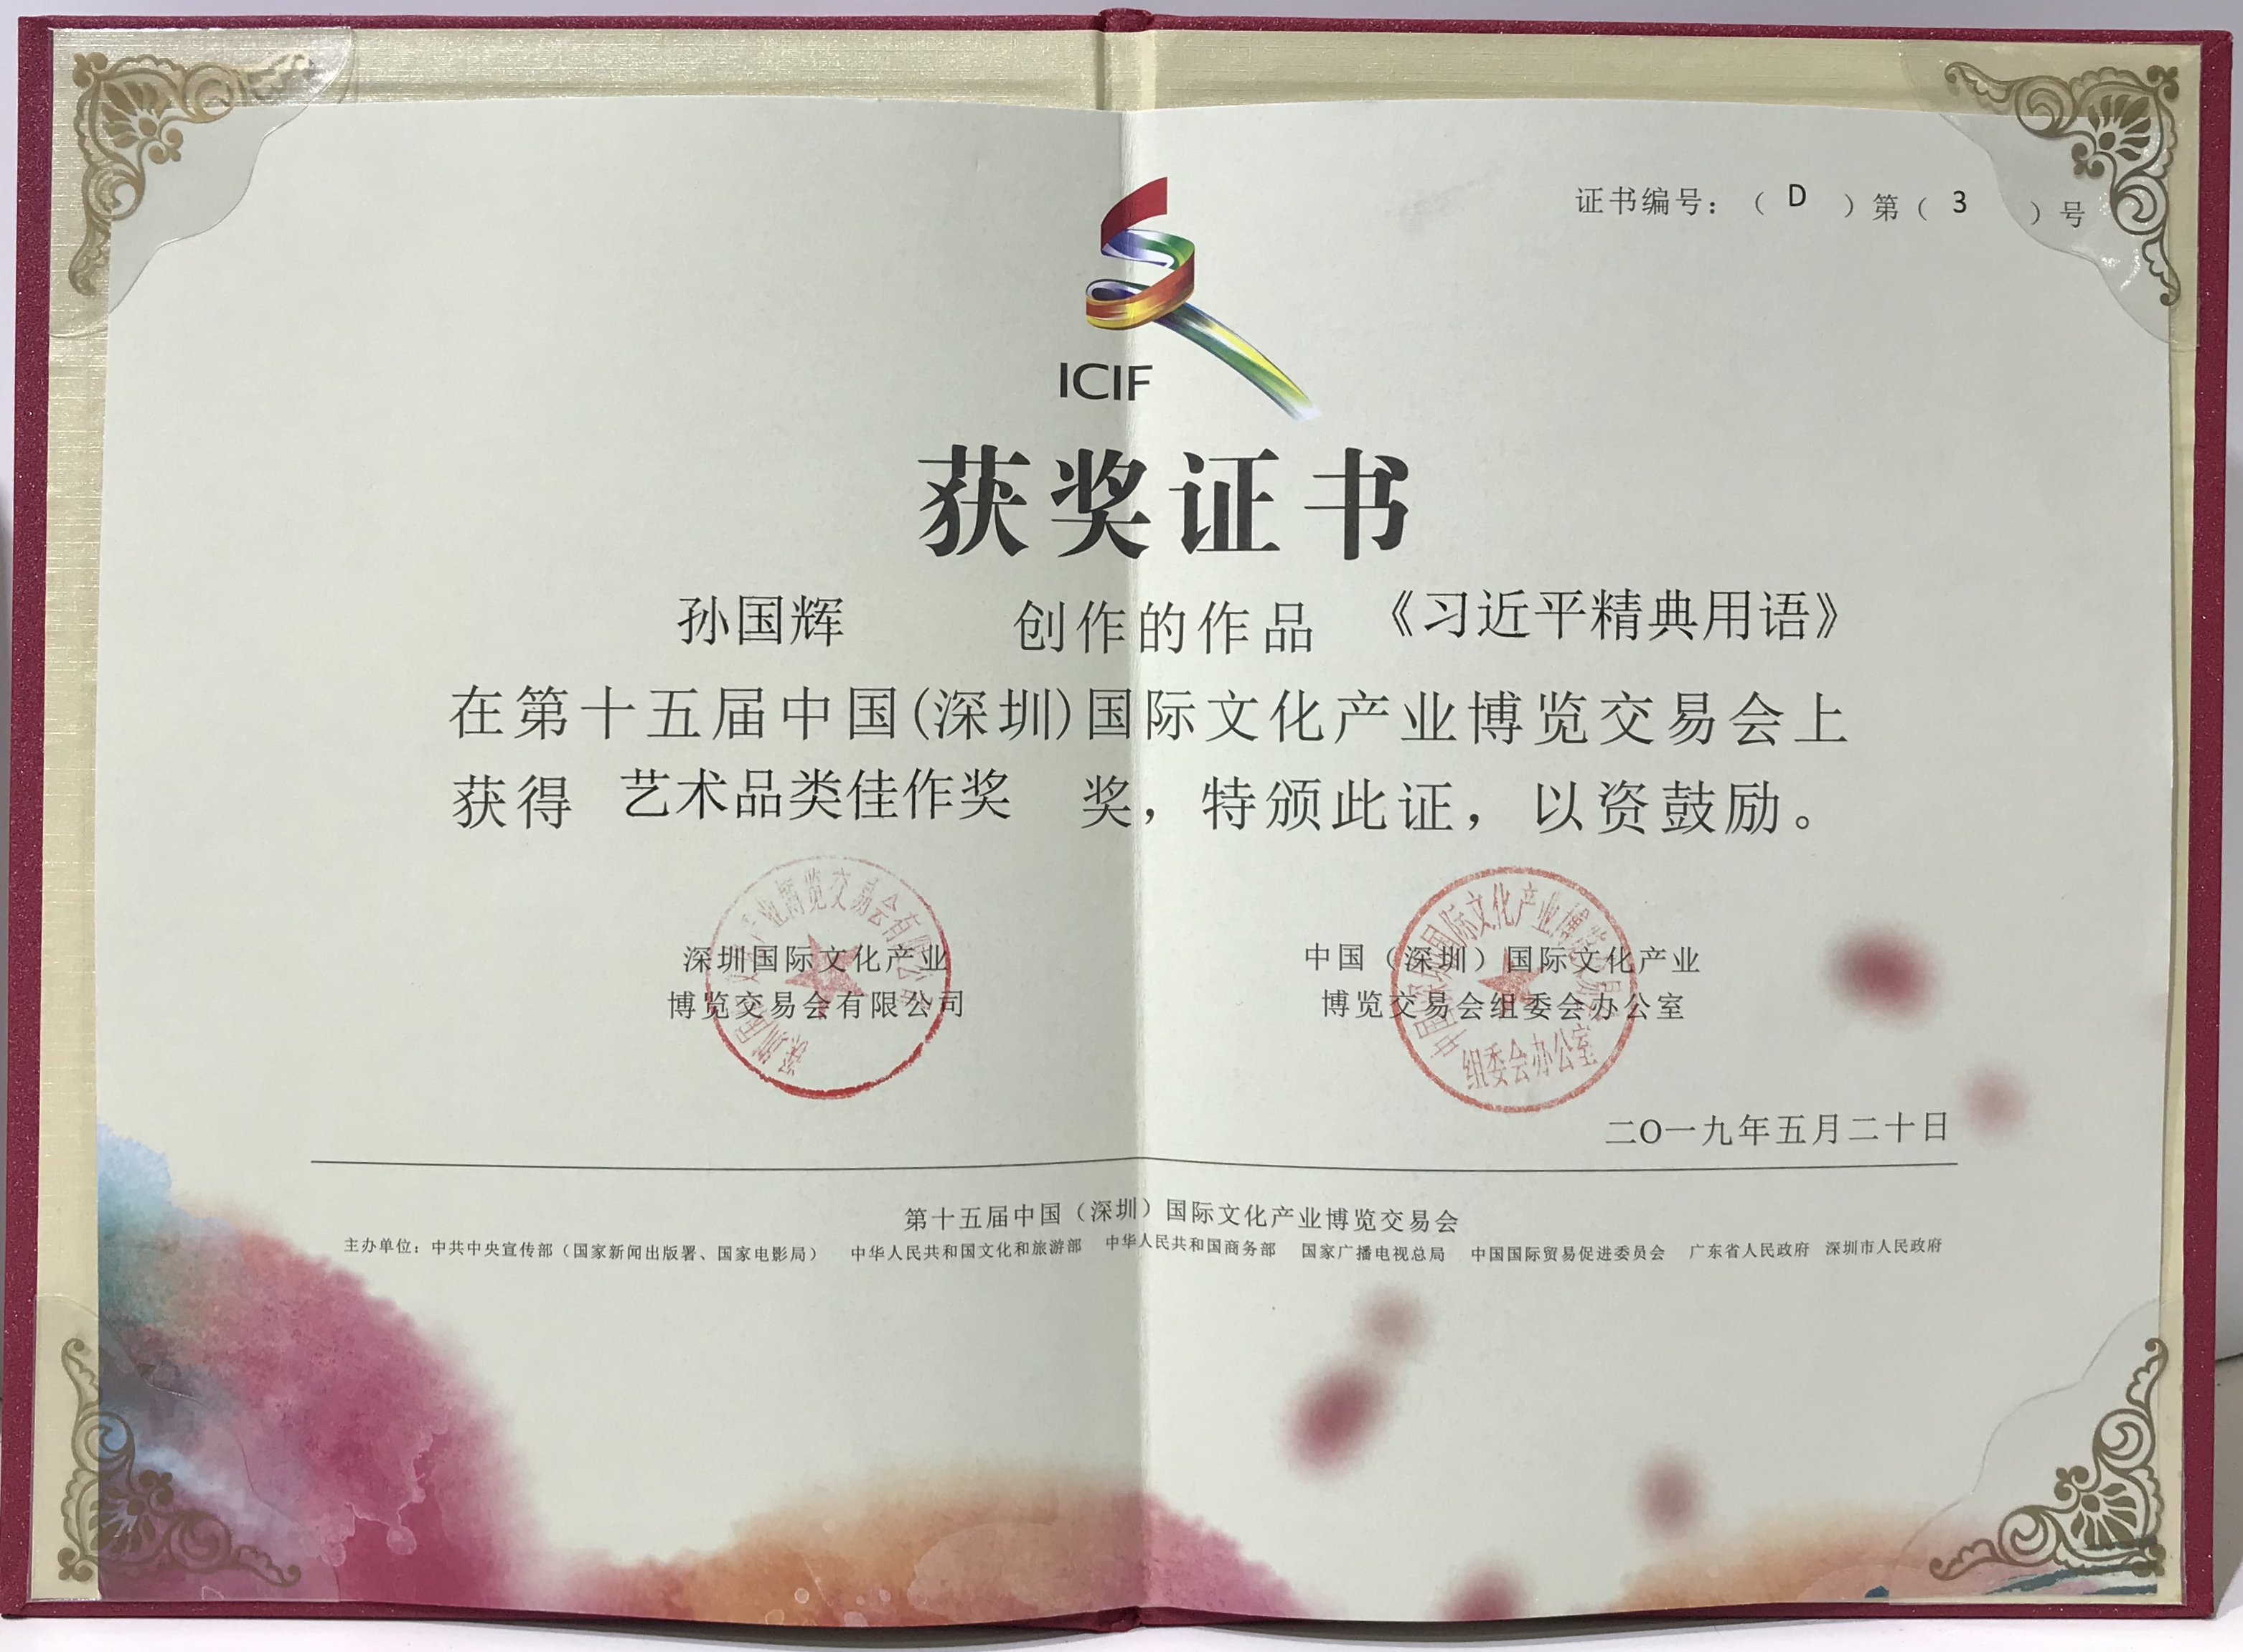 证书编号：（ D ）第（ 3 ）号
ICIF
获奖证书
孙国辉 创作的作品 《习近平精典用语》
在第十五届中国(深圳)国际文化产业博览交易会上
获得 艺术品类佳作奖 奖，特颁此证，以资鼓励。
深圳国际文化产业
博览交易会有限公司
中国（深圳）国际文化产业
博览交易会组委会办公室
组委会办公室
二〇一九年五月二十日
第十五届中国（深圳）国际文化产业博览交易会
主办单位：中共中央宣传部（国家新闻出版署、国家电影局） 中华人民共和国文化和旅游部 中华人民共和国商务部 国家广播电视总局 中国国际贸易促进委员会 广东省人民政府 深圳市人民政府